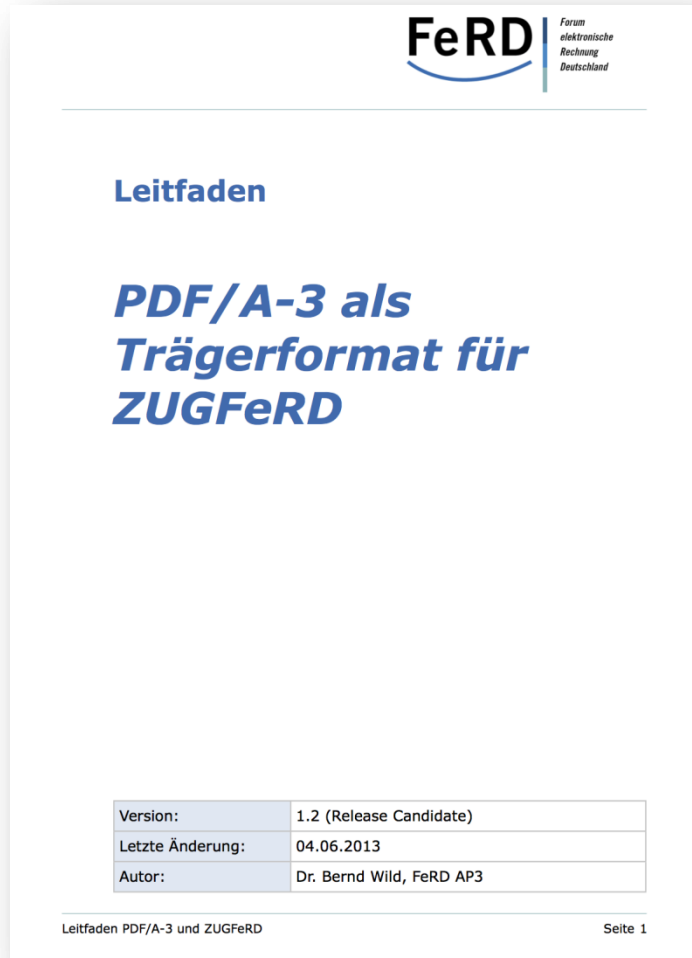 FeRD
Forum
elektronische
Rechnung
Deutschland
Leitfaden
PDF/A-3 als
Trägerformat für
ZUGFeRD
Version: 1.2 (Release Candidate)
Letzte Änderung: 04.06.2013
Autor: Dr. Bernd Wild, FeRD AP3
Leitfaden PDF/A-3 und ZUGFeRD Seite 1